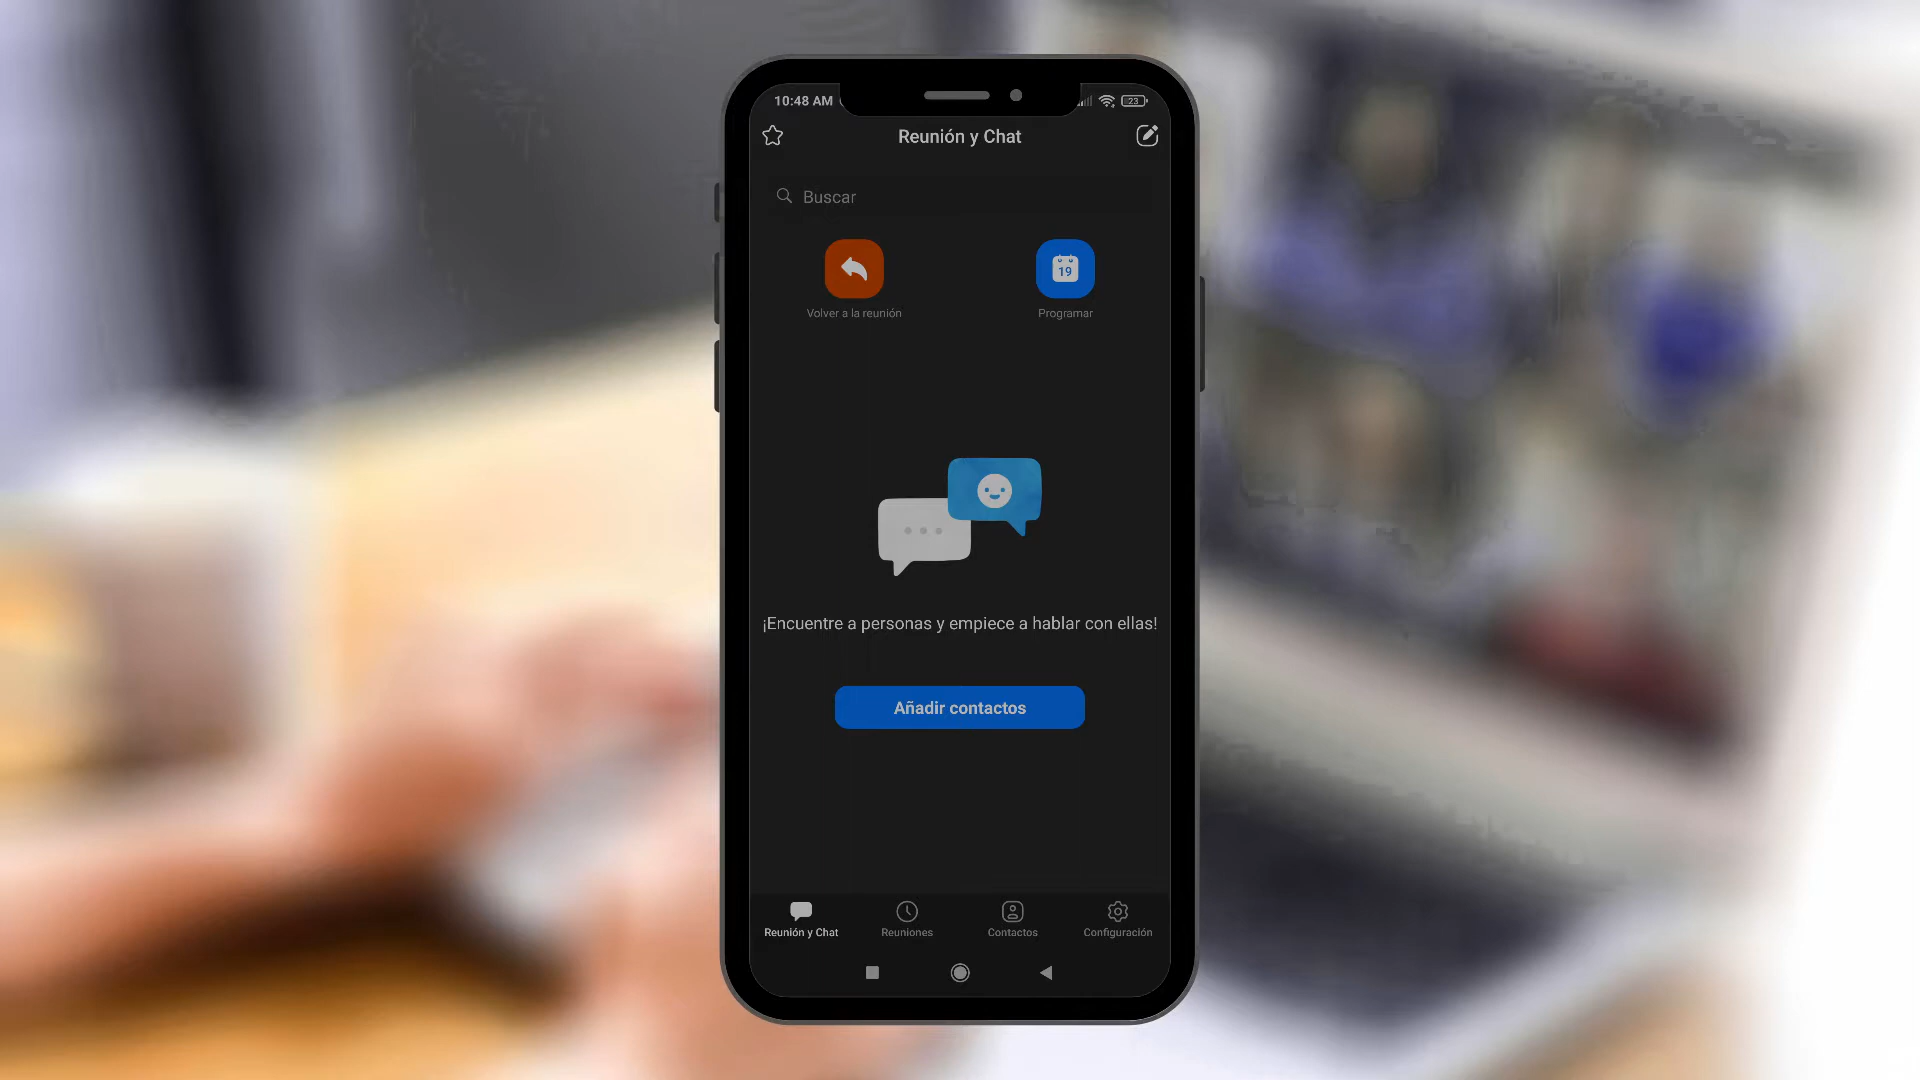 10:48 AM
23
Reunión y Chat
Buscar
19
Volver a la reunión
Programar
¡Encuentre a personas y empiece a hablar con ellas!
Añadir contactos
Reunión y Chat
Reuniones
Contactos
Configuración